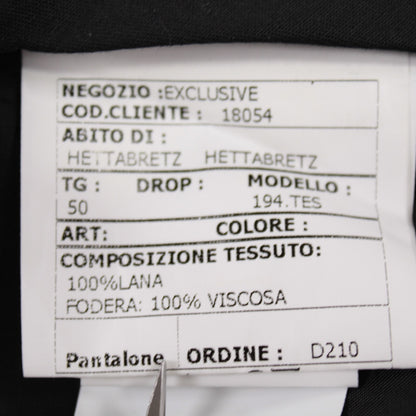 NEGOZIO :EXCLUSIVE
COD.CLIENTE : 18054
ABITO DI :
HETTABRETZ HETTABRETZ
TG : DROP : MODELLO :
50 194.TES
ART: COLORE :
COMPOSIZIONE TESSUTO:
100%LANA
FODERA: 100% VISCOSA
Pantalone ORDINE : D210